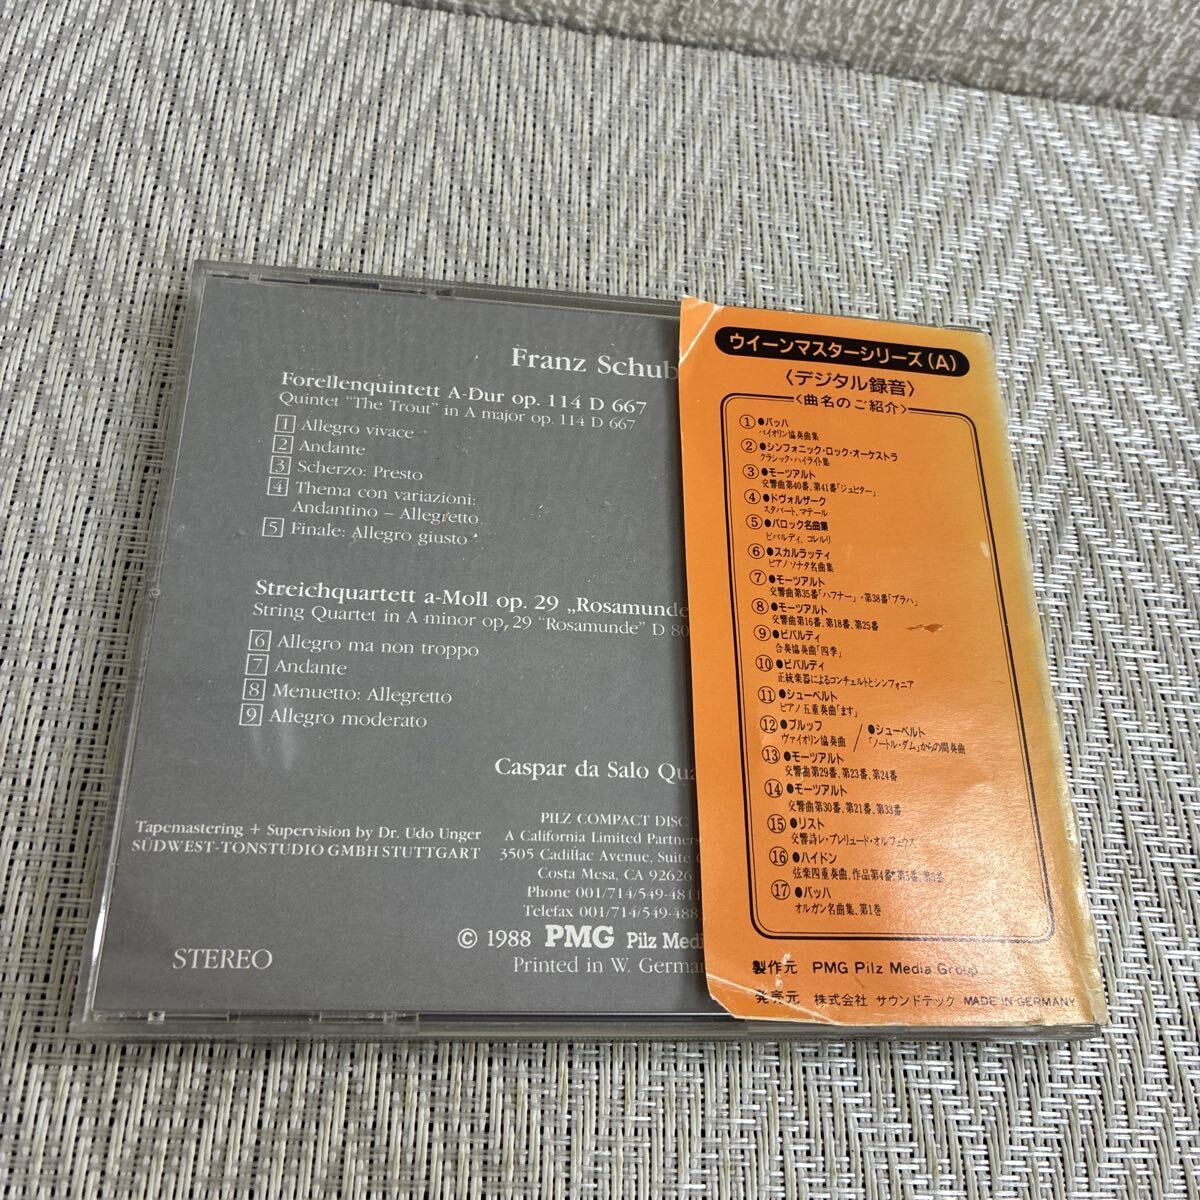 Franz Schub
Forellenquintett A-Dur op. 114 D 667
Quintet "The Trout" in A major op. 114 D 667
1 Allegro vivace
2 Andante
3 Scherzo: Presto
4 Thema con variazioni:
Andantino – Allegretto
5 Finale: Allegro giusto
Streichquartett a-Moll op. 29 „Rosamunde
String Quartet in A minor op. 29 "Rosamunde" D 80
6 Allegro ma non troppo
7 Andante
8 Menuetto: Allegretto
9 Allegro moderato
Caspar da Salo Qua
Tapemastering + Supervision by Dr. Udo Unger
SÜDWEST-TONSTUDIO GMBH STUTTGART
PILZ COMPACT DISC
A California Limited Partners
3505 Cadillac Avenue, Suite
Costa Mesa, CA 92626
Phone 001/714/549-4811
Telefax 001/714/549-488
© 1988 PMG Pilz Medi
Printed in W. German
STEREO
ウイーンマスターシリーズ(A)
〈デジタル録音〉
〈曲名のご紹介〉
①●バッハ
バイオリン協奏曲集
②●シンフォニック・ロック・オーケストラ
クラシック・ハイライト集
③●モーツアルト
交響曲第40番、第41番「ジュピター」
④●ドヴォルザーク
スタバート、マテール
⑤●バロック名曲集
ビバルディ、コレルリ
⑥●スカルラッティ
ピアノソナタ名曲集
⑦●モーツアルト
交響曲第35番「ハフナー」・第38番「プラハ」
⑧●モーツアルト
交響曲第16番、第18番、第25番
⑨●ビバルディ
合奏協奏曲「四季」
⑩●ビバルディ
正統楽器によるコンチェルトとシンフォニア
⑪●シューベルト
ピアノ五重奏曲「ます」
⑫●ブルッフ／●シューベルト
ヴァイオリン協奏曲 「ノートル・ダム」からの間奏曲
⑬●モーツアルト
交響曲第29番、第23番、第24番
⑭●モーツアルト
交響曲第30番、第21番、第33番
⑮●リスト
交響詩レ・プレリュード・オルフェウス
⑯●ハイドン
弦楽四重奏曲、作品第4番 第5番、第6番
⑰●バッハ
オルガン名曲集、第1巻
製作元 PMG Pilz Media Group
発売元 株式会社 サウンドテック MADE IN GERMANY